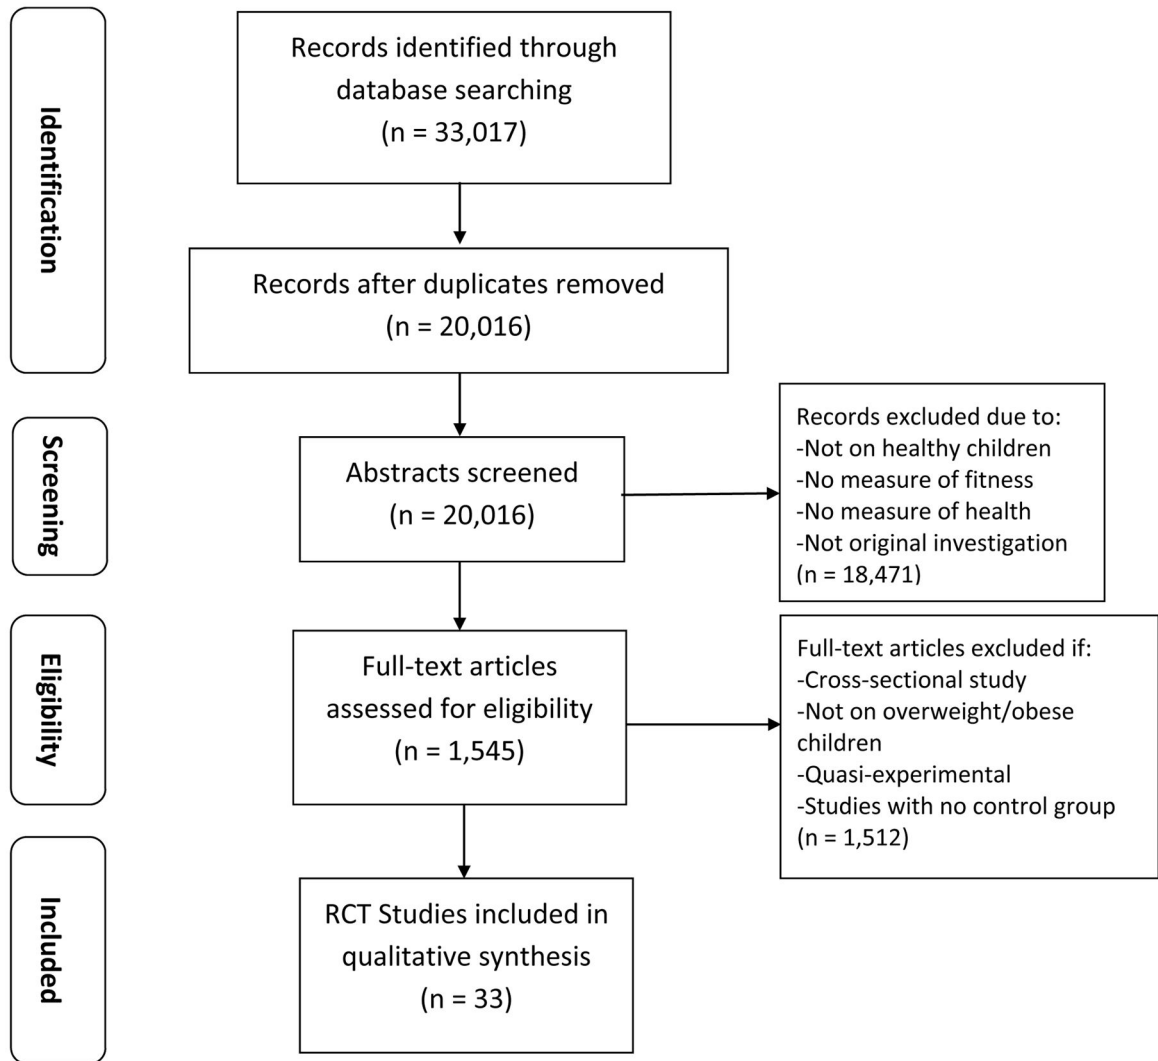 Identification
Records identified through
database searching
(n = 33,017)
Records after duplicates removed
(n = 20,016)
Screening
Abstracts screened
(n = 20,016)
Records excluded due to:
-Not on healthy children
-No measure of fitness
-No measure of health
-Not original investigation
(n = 18,471)
Eligibility
Full-text articles
assessed for eligibility
(n = 1,545)
Full-text articles excluded if:
-Cross-sectional study
-Not on overweight/obese
children
-Quasi-experimental
-Studies with no control group
(n = 1,512)
Included
RCT Studies included in
qualitative synthesis
(n = 33)